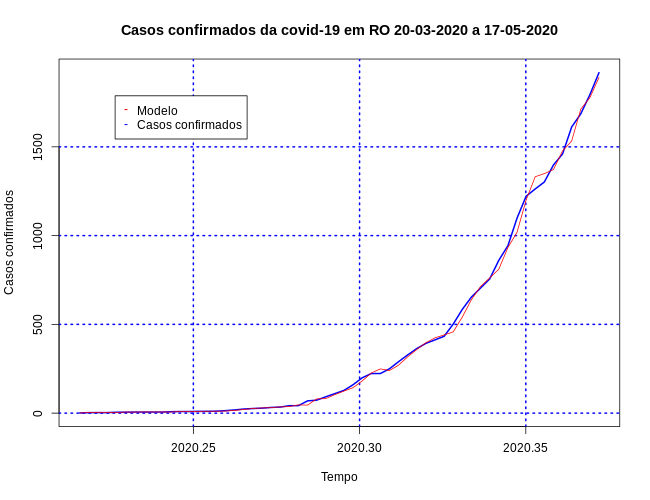 Casos confirmados da covid-19 em RO 20-03-2020 a 17-05-2020
Modelo
Casos confirmados
Casos confirmados
1500
1000
500
0
2020.25 2020.30 2020.35
Tempo